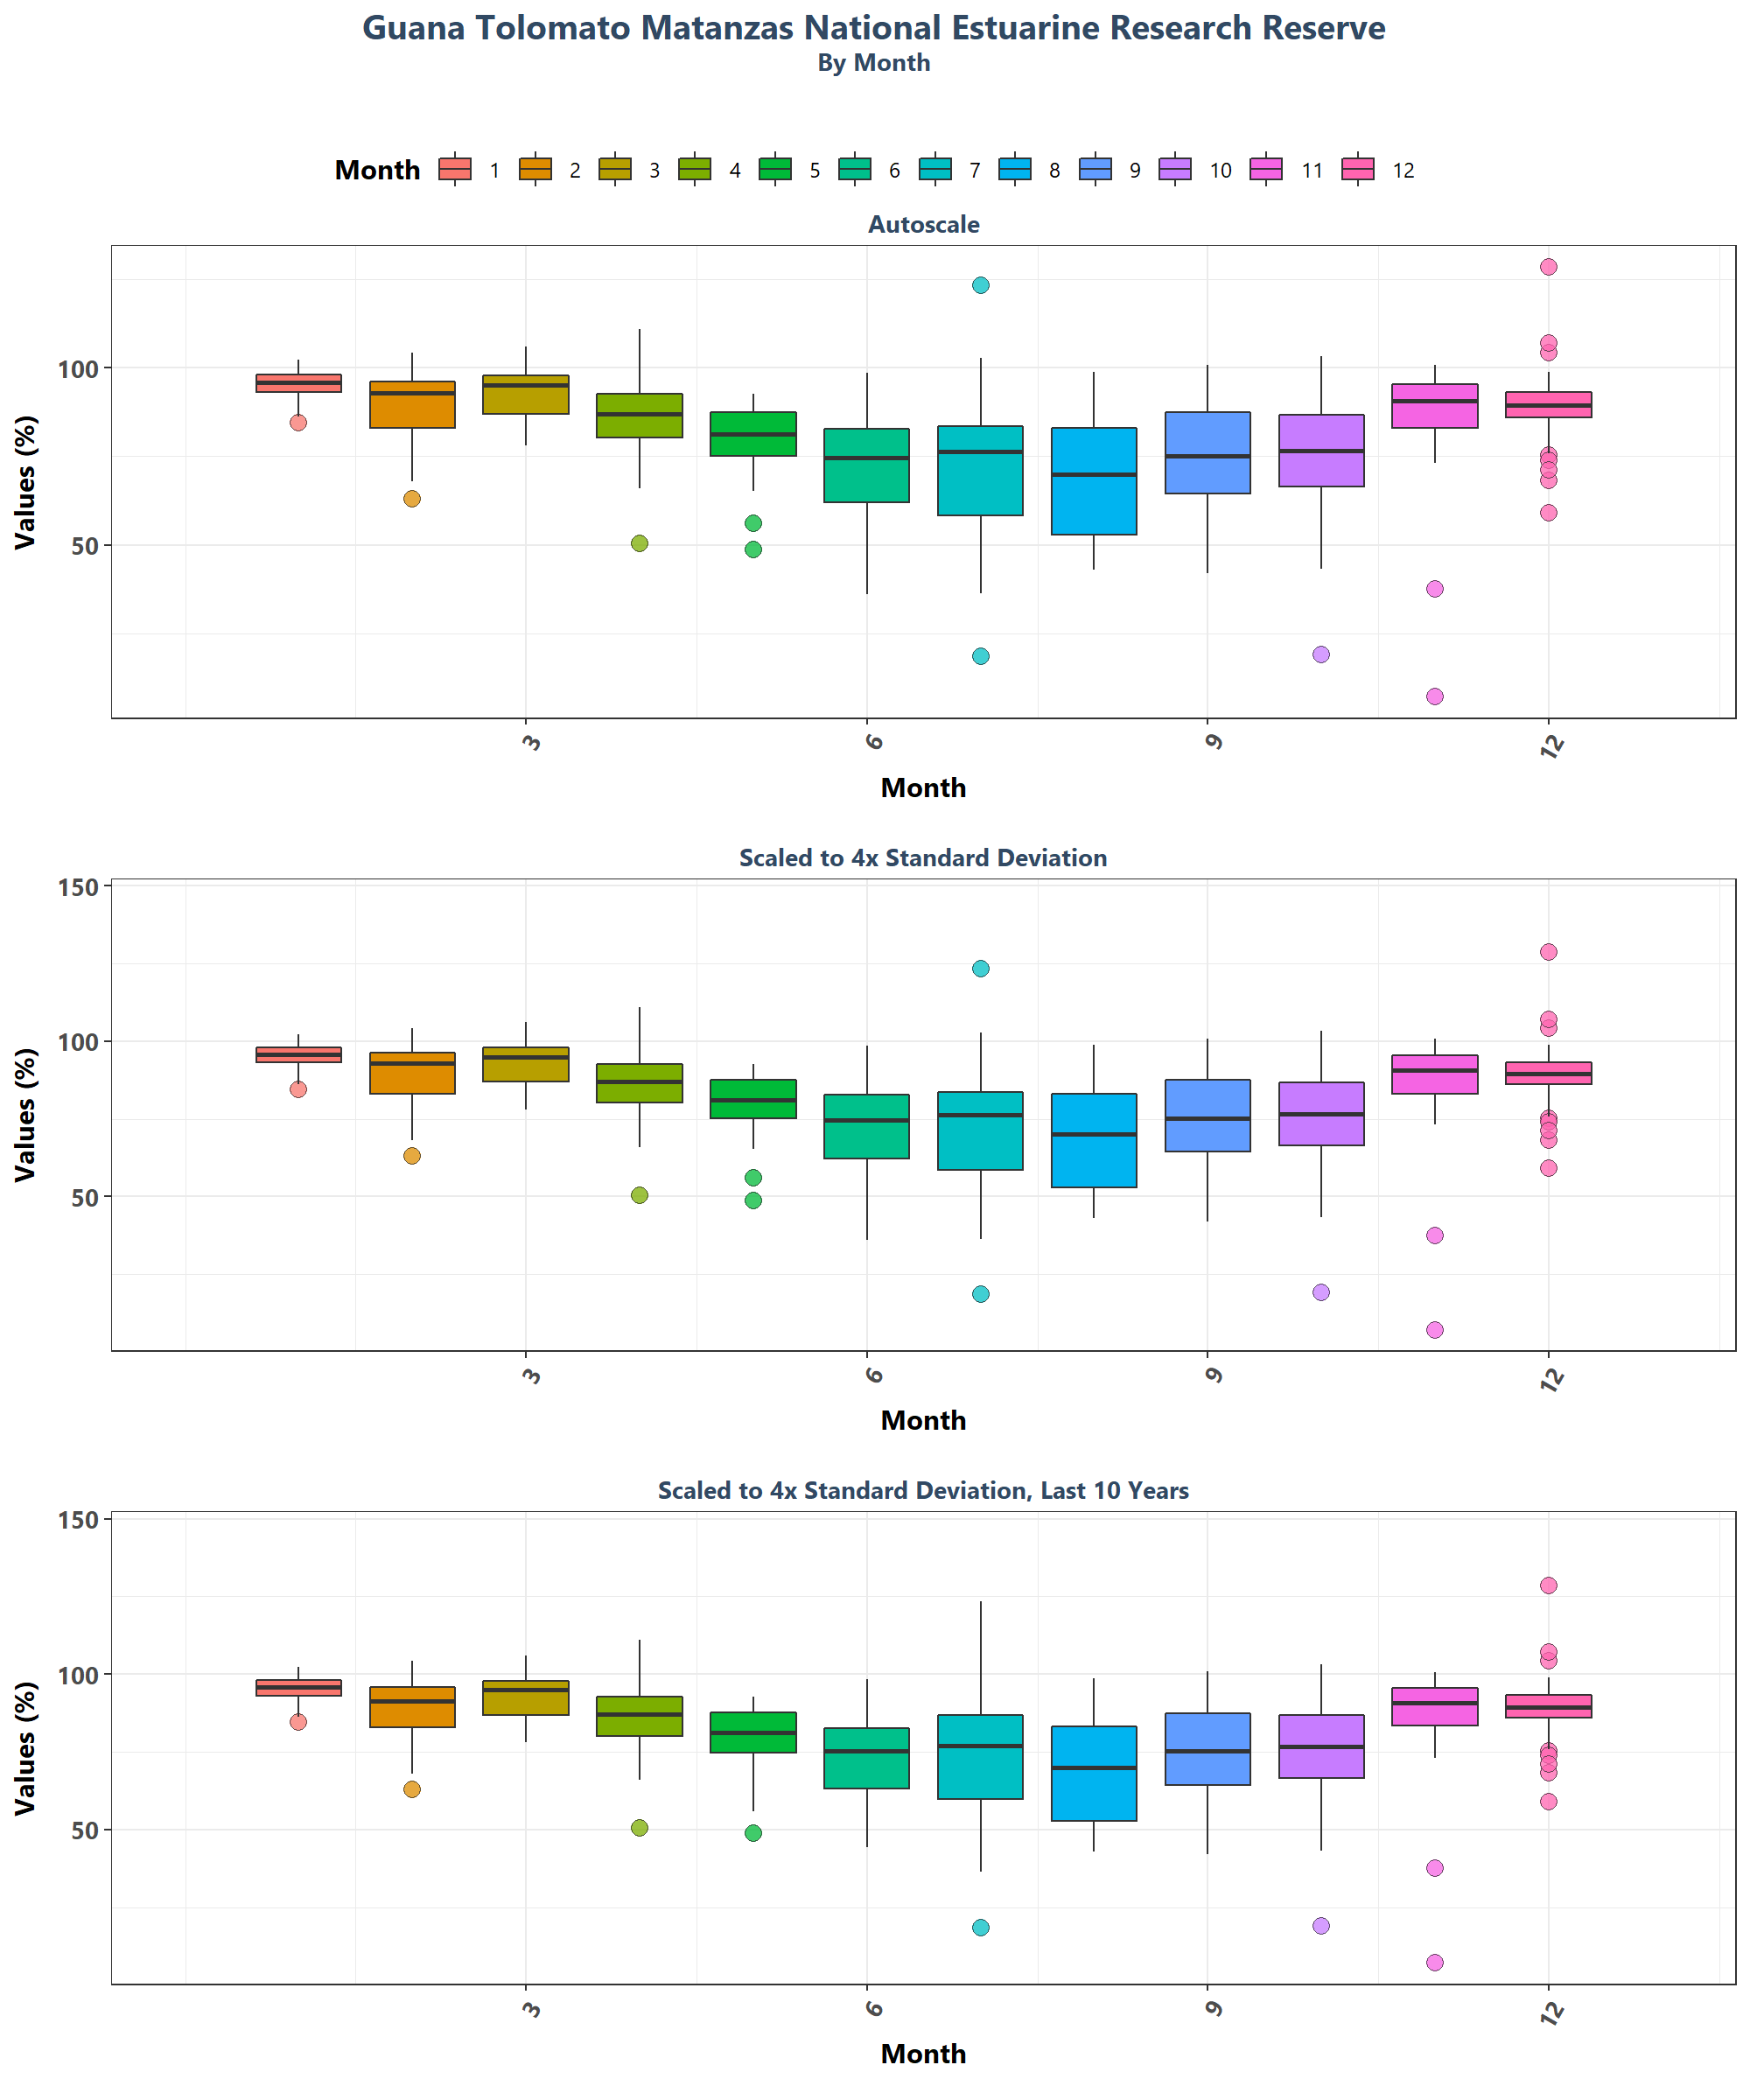 Guana Tolomato Matanzas National Estuarine Research Reserve
By Month
Month 1 2 3 4 5 6 7 8 9 10 11 12
Autoscale
Values (%)
100
50
3 6 9 12
Month
Scaled to 4x Standard Deviation
Values (%)
150
100
50
3 6 9 12
Month
Scaled to 4x Standard Deviation, Last 10 Years
Values (%)
150
100
50
3 6 9 12
Month